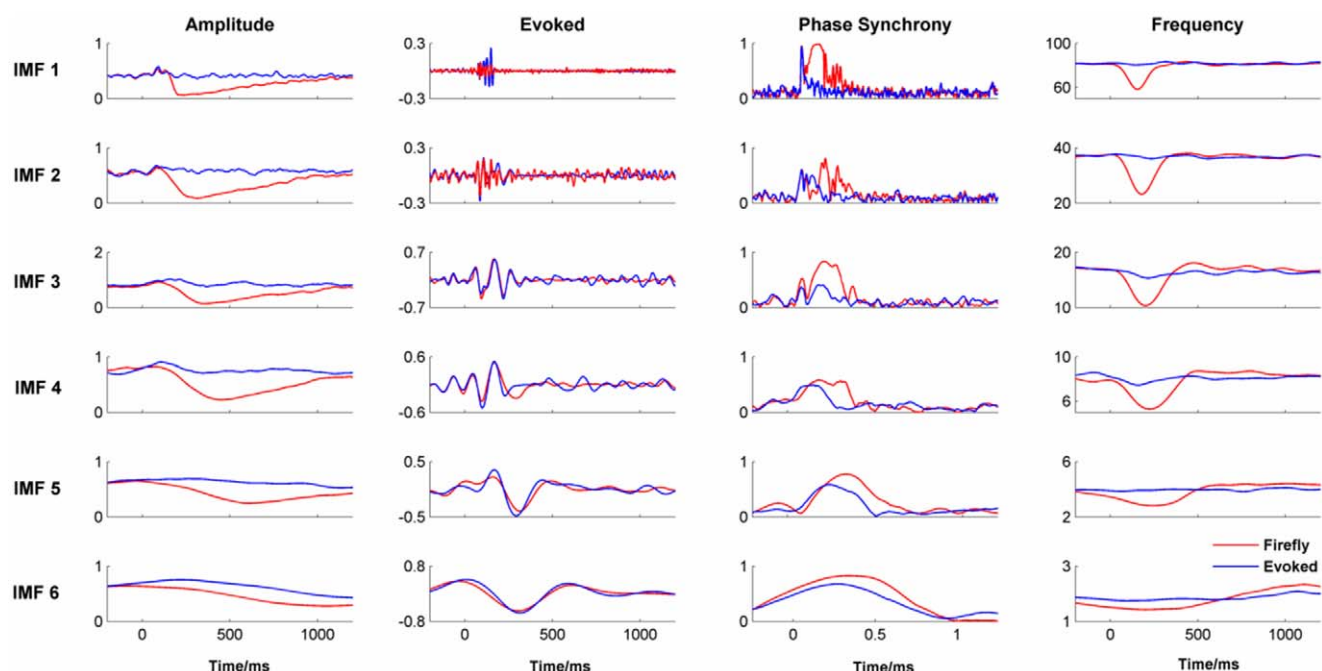 Amplitude Evoked Phase Synchrony Frequency
IMF 1 1 0 0.3 -0.3 1 0 100 60
IMF 2 1 0 0.3 -0.3 1 0 40 20
IMF 3 2 0 0.7 -0.7 1 0 20 10
IMF 4 1 0 0.6 -0.6 1 0 10 6
IMF 5 1 0 0.5 -0.5 1 0 6 2
Firefly
Evoked
IMF 6 1 0 0.8 -0.8 1 0 3 1
0 500 1000 0 500 1000 0 0.5 1 0 500 1000
Time/ms Time/ms Time/ms Time/ms